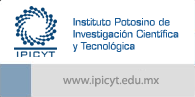 Instituto Potosino de
Investigación Científica
y Tecnológica
IPICYT
www.ipicyt.edu.mx